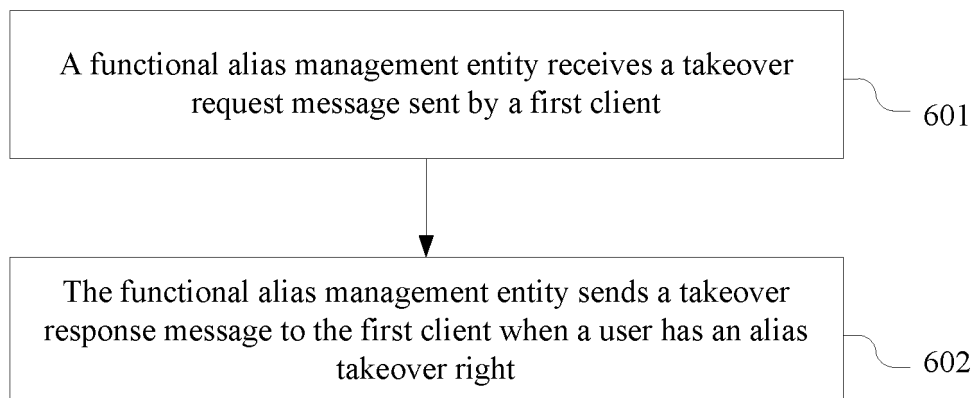 A functional alias management entity receives a takeover
request message sent by a first client
601
The functional alias management entity sends a takeover
response message to the first client when a user has an alias
takeover right
602